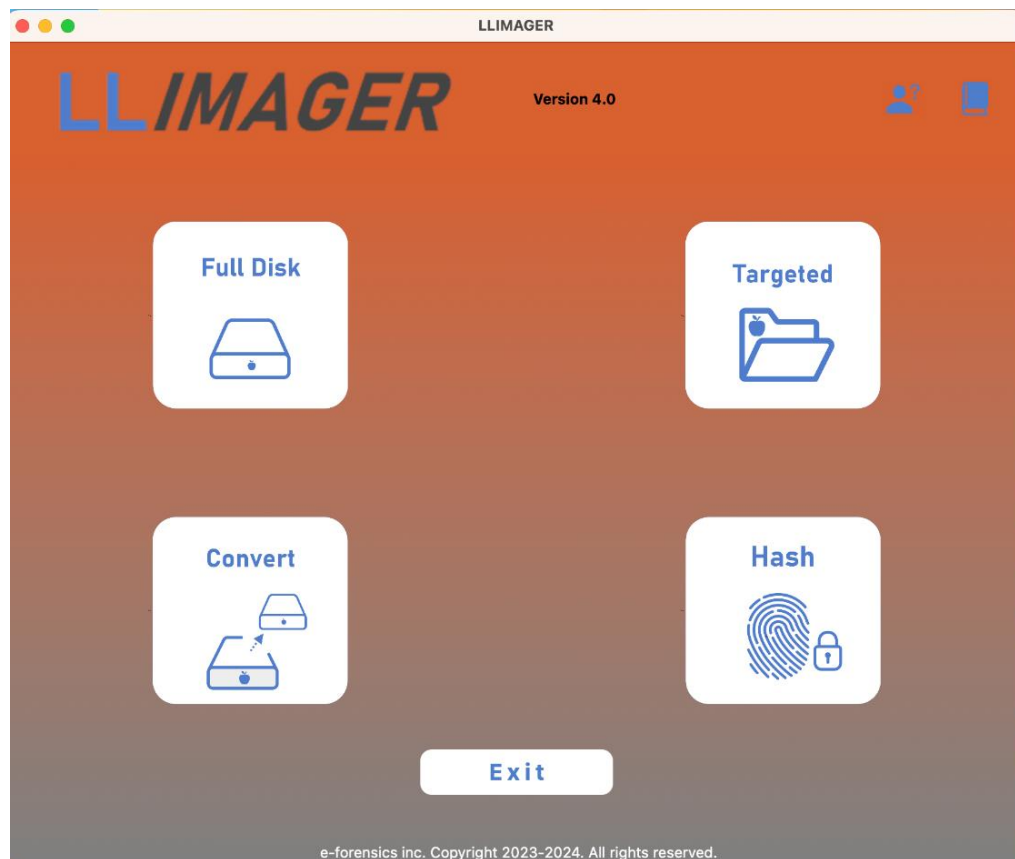 LLIMAGER
LLIMAGER
Version 4.0
?
Full Disk
Targeted
Convert
Hash
Exit
e-forensics inc. Copyright 2023-2024. All rights reserved.